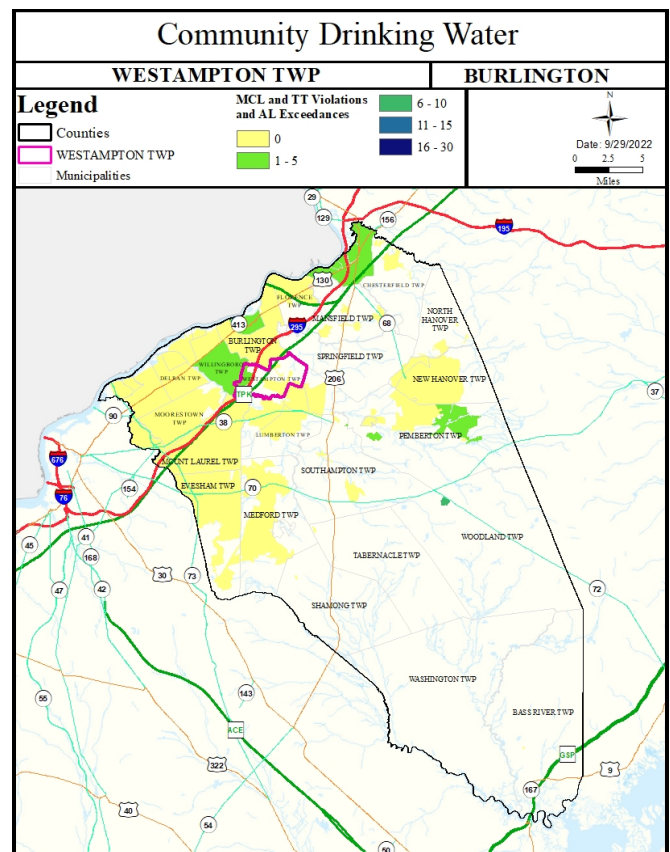 Community Drinking Water
WESTAMPTON TWP
BURLINGTON
Legend
Counties
WESTAMPTON TWP
Municipalities
MCL and TT Violations
and AL Exceedances
0
1 - 5
6 - 10
11 - 15
16 - 30
N
Date: 9/29/2022
0 2.5 5
Miles
29
129
156
195
130
CHESTERFIELD TWP
FLORENCE
TWP
MANSFIELD TWP
NORTH
HANOVER
TWP
413
295
68
BURLINGTON
TWP
SPRINGFIELD TWP
WILLINGBORO
TWP
WESTAMPTON TWP
DELRAN TWP
206
NEW HANOVER TWP
TPK
37
90
MOORESTOWN
TWP
38
LUMBERTON TWP
PEMBERTON TWP
676
MOUNT LAUREL TWP
SOUTHAMPTON TWP
76
154
EVESHAM TWP
70
MEDFORD TWP
45
41
168
WOODLAND TWP
TABERNACLE TWP
30
73
47
42
72
SHAMONG TWP
WASHINGTON TWP
55
143
BASS RIVER TWP
ACE
GSP
322
9
167
40
54
50